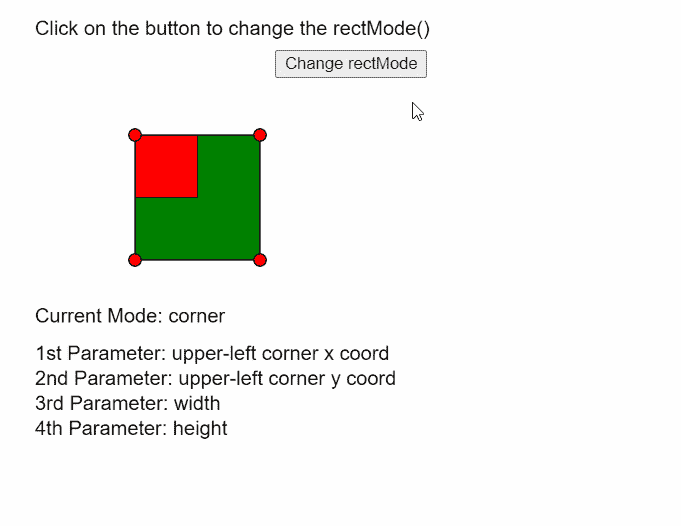 Click on the button to change the rectMode()
Change rectMode
Current Mode: corner
1st Parameter: upper-left corner x coord
2nd Parameter: upper-left corner y coord
3rd Parameter: width
4th Parameter: height